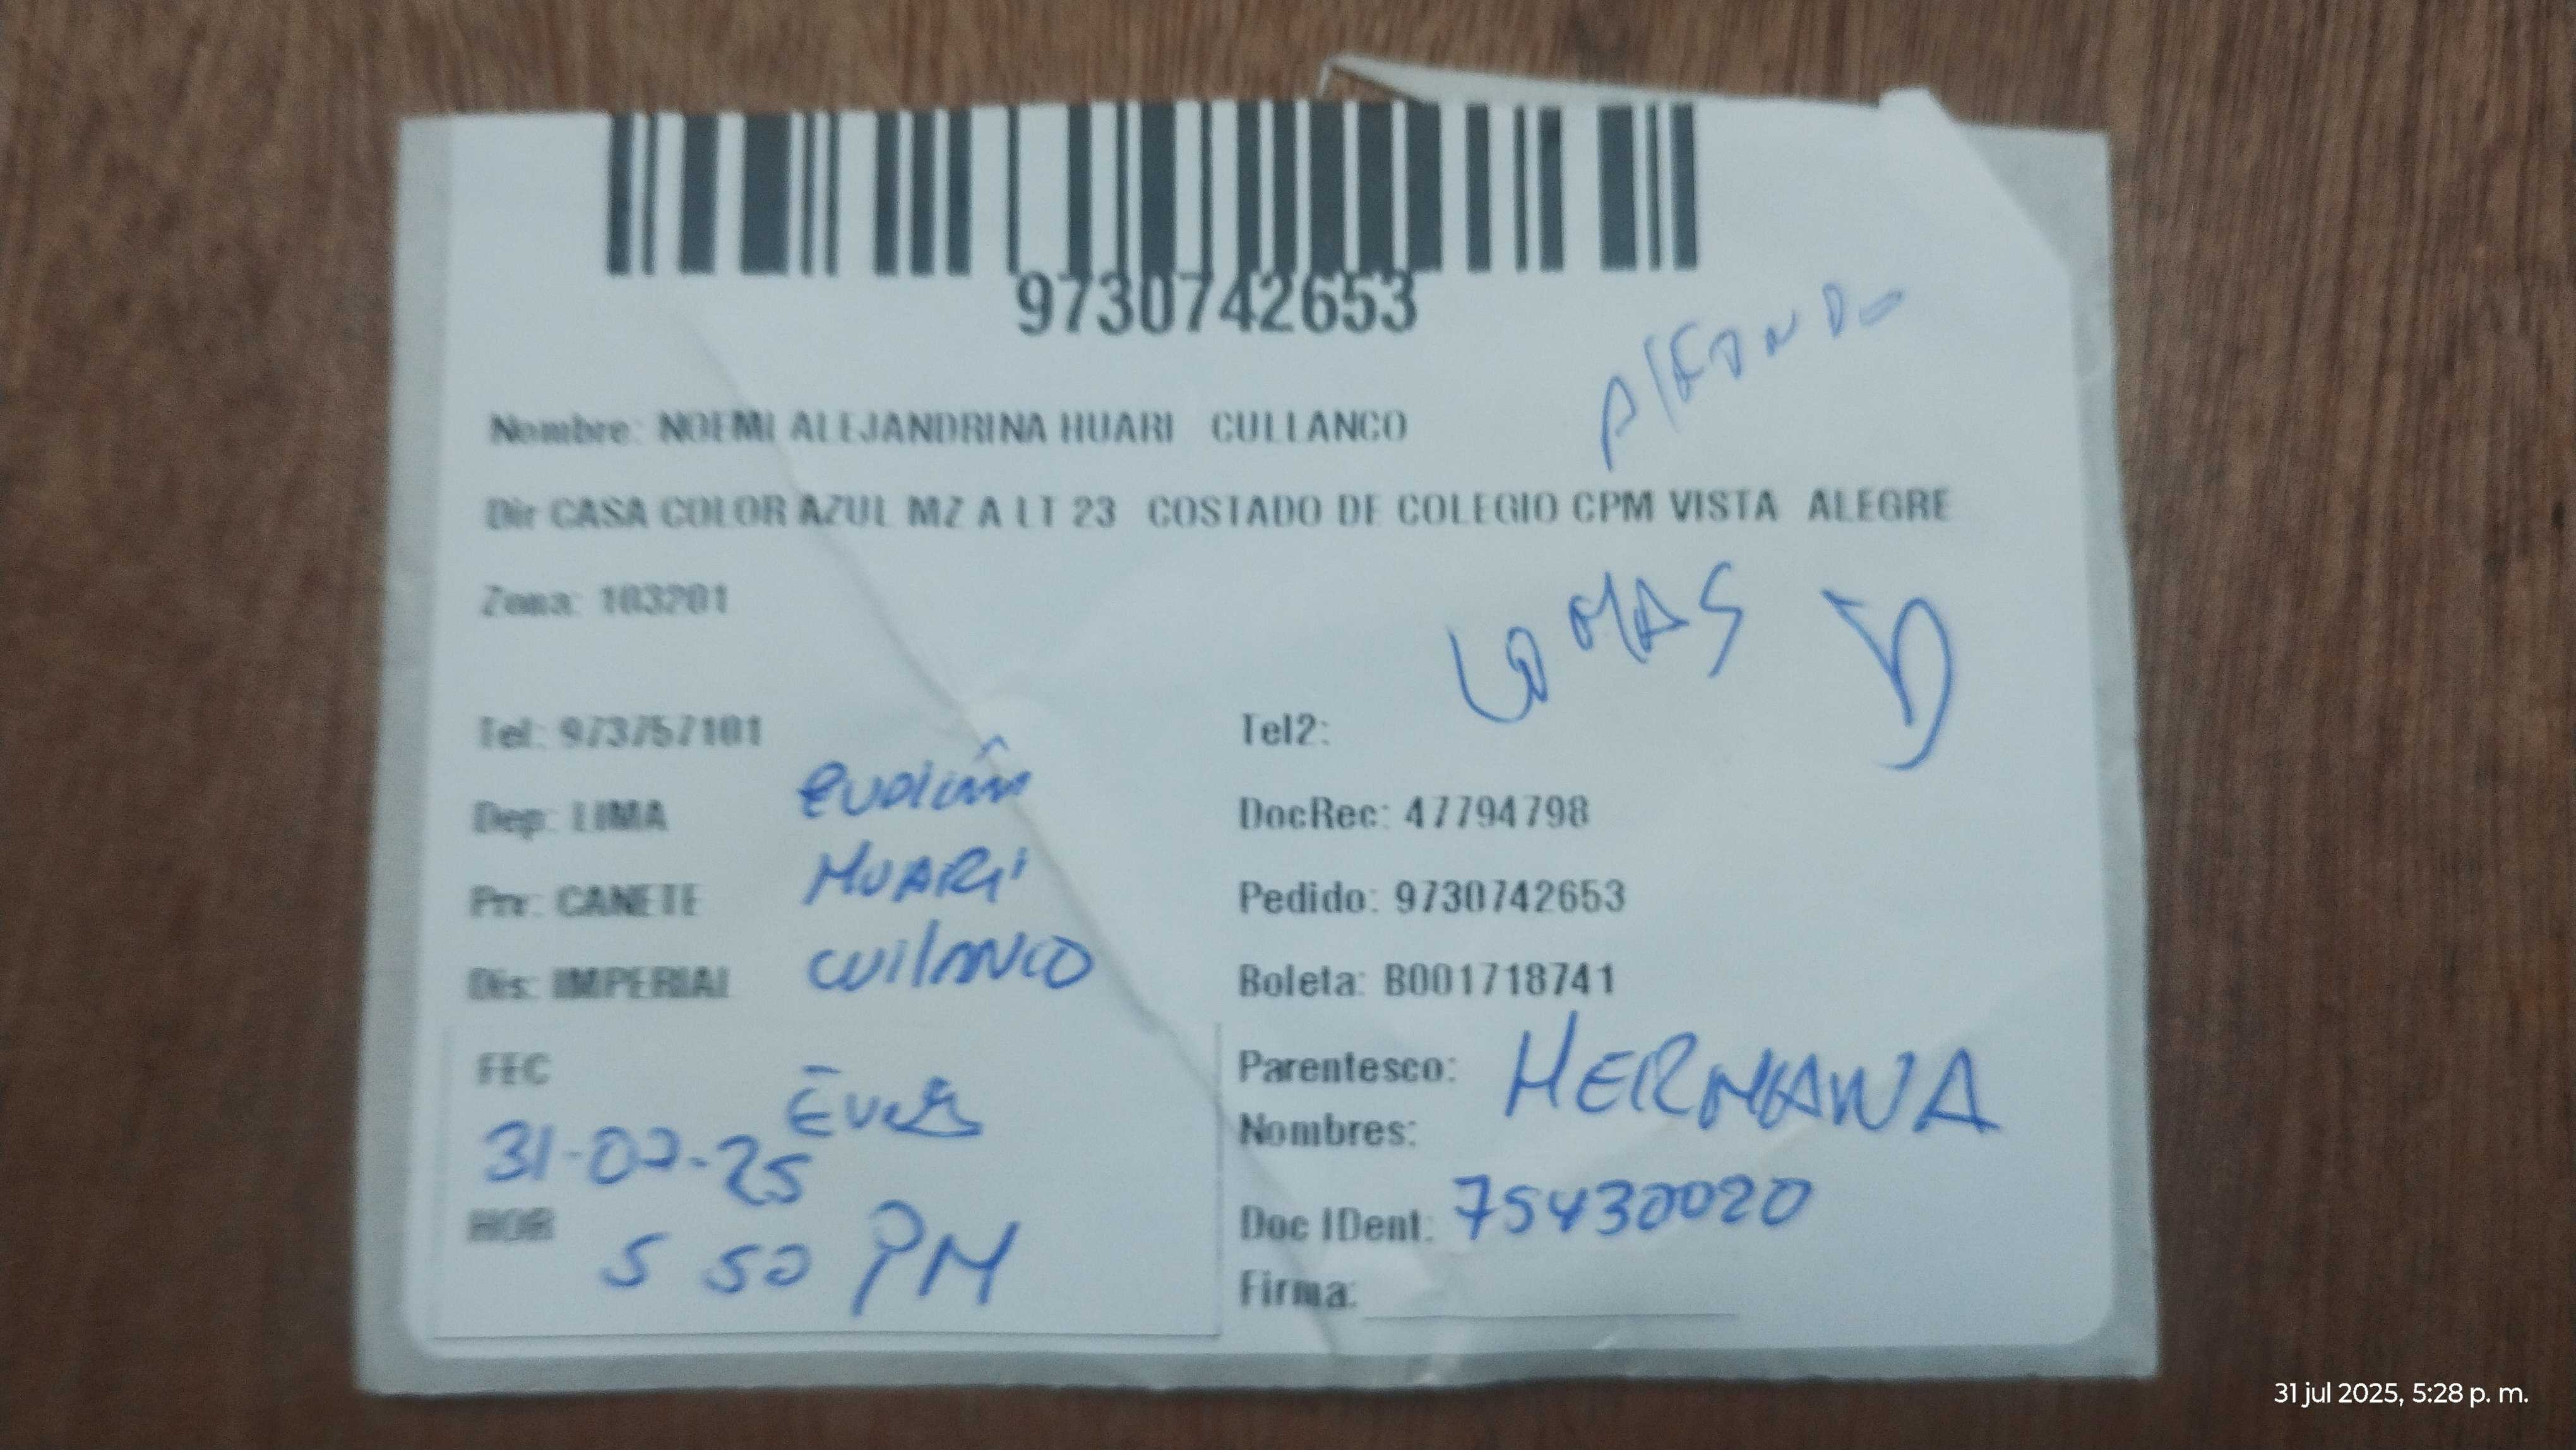 9730742653
Nombre: NOEMI ALEJANDRINA HUARI CULLANCO
Dir CASA COLOR AZUL MZ A LT 23 COSTADO DE COLEGIO CPM VISTA ALEGRE
Zona: 103201
LOMAS
Tel: 973757101 Tel2:
Dep: LIMA DocRec: 47794798
Prv: CANETE HUARI Pedido: 9730742653
Dis: IMPERIAL Boleta: B001718741
FEC Parentesco: HERMANA
31-07-25 Nombres:
HOR Doc IDent: 75430020
5 50 PM Firma:
31 jul 2025, 5:28 p. m.